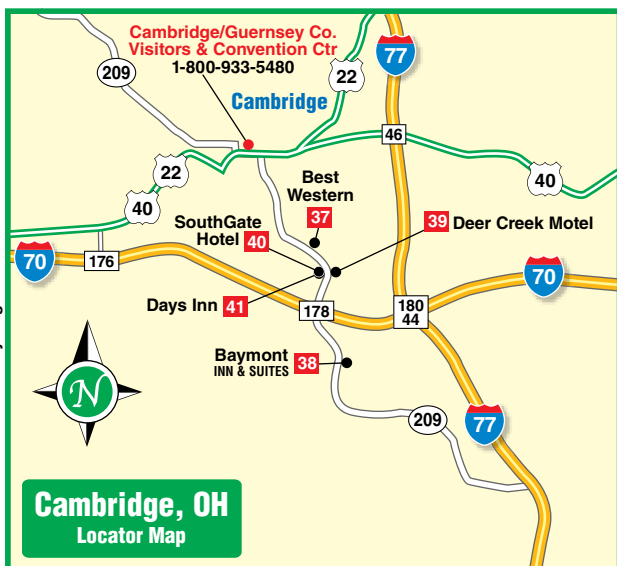 Cambridge/Guernsey Co.
Visitors & Convention Ctr
1-800-933-5480
77
209
22
Cambridge
46
22
40
40
Best
Western
37
SouthGate
Hotel 40
39 Deer Creek Motel
70
176
70
Days Inn 41
178
180
44
Baymont
INN & SUITES
38
209
77
N
Cambridge, OH
Locator Map